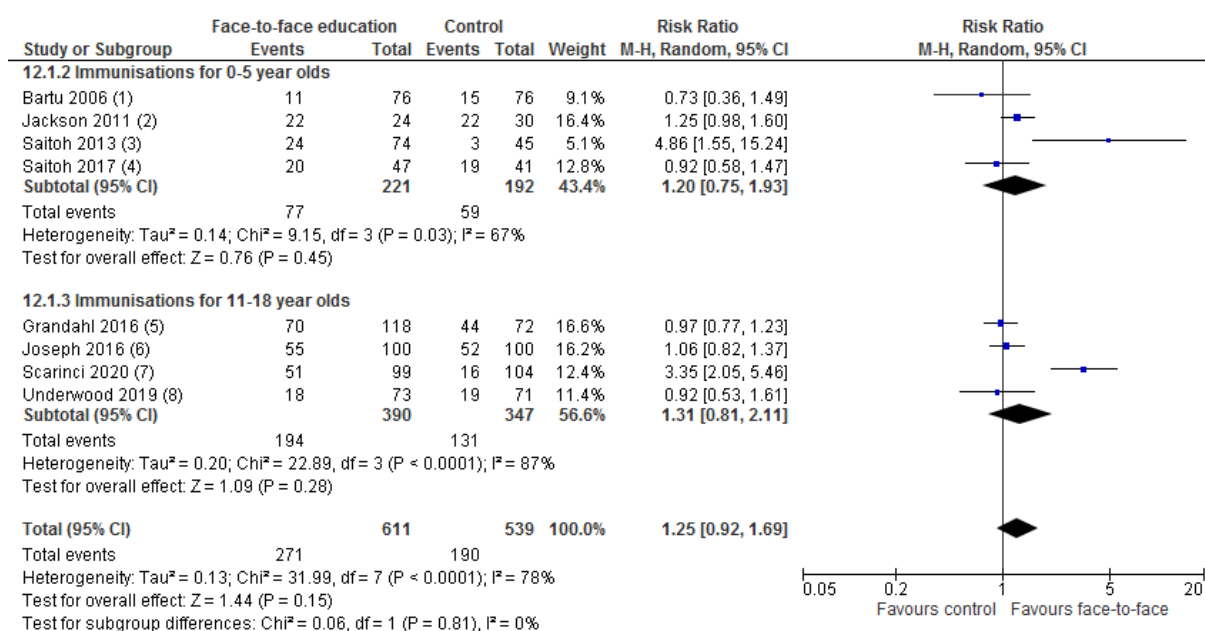 Face-to-face education Control Risk Ratio Risk Ratio
Study or Subgroup Events Total Events Total Weight M-H, Random, 95% CI M-H, Random, 95% CI
12.1.2 Immunisations for 0-5 year olds
Bartu 2006 (1) 11 76 15 76 9.1% 0.73 [0.36, 1.49]
Jackson 2011 (2) 22 24 22 30 16.4% 1.25 [0.98, 1.60]
Saitoh 2013 (3) 24 74 3 45 5.1% 4.86 [1.55, 15.24]
Saitoh 2017 (4) 20 47 19 41 12.8% 0.92 [0.58, 1.47]
Subtotal (95% CI) 221 192 43.4% 1.20 [0.75, 1.93]
Total events 77 59
Heterogeneity: Tau² = 0.14; Chi² = 9.15, df = 3 (P = 0.03); I² = 67%
Test for overall effect: Z = 0.76 (P = 0.45)
12.1.3 Immunisations for 11-18 year olds
Grandahl 2016 (5) 70 118 44 72 16.6% 0.97 [0.77, 1.23]
Joseph 2016 (6) 55 100 52 100 16.2% 1.06 [0.82, 1.37]
Scarinci 2020 (7) 51 99 16 104 12.4% 3.35 [2.05, 5.46]
Underwood 2019 (8) 18 73 19 71 11.4% 0.92 [0.53, 1.61]
Subtotal (95% CI) 390 347 56.6% 1.31 [0.81, 2.11]
Total events 194 131
Heterogeneity: Tau² = 0.20; Chi² = 22.89, df = 3 (P < 0.0001); I² = 87%
Test for overall effect: Z = 1.09 (P = 0.28)
Total (95% CI) 611 539 100.0% 1.25 [0.92, 1.69]
Total events 271 190
Heterogeneity: Tau² = 0.13; Chi² = 31.99, df = 7 (P < 0.0001); I² = 78%
Test for overall effect: Z = 1.44 (P = 0.15)
Test for subgroup differences: Chi² = 0.06, df = 1 (P = 0.81), I² = 0%
0.05 0.2 1 5 20
Favours control Favours face-to-face